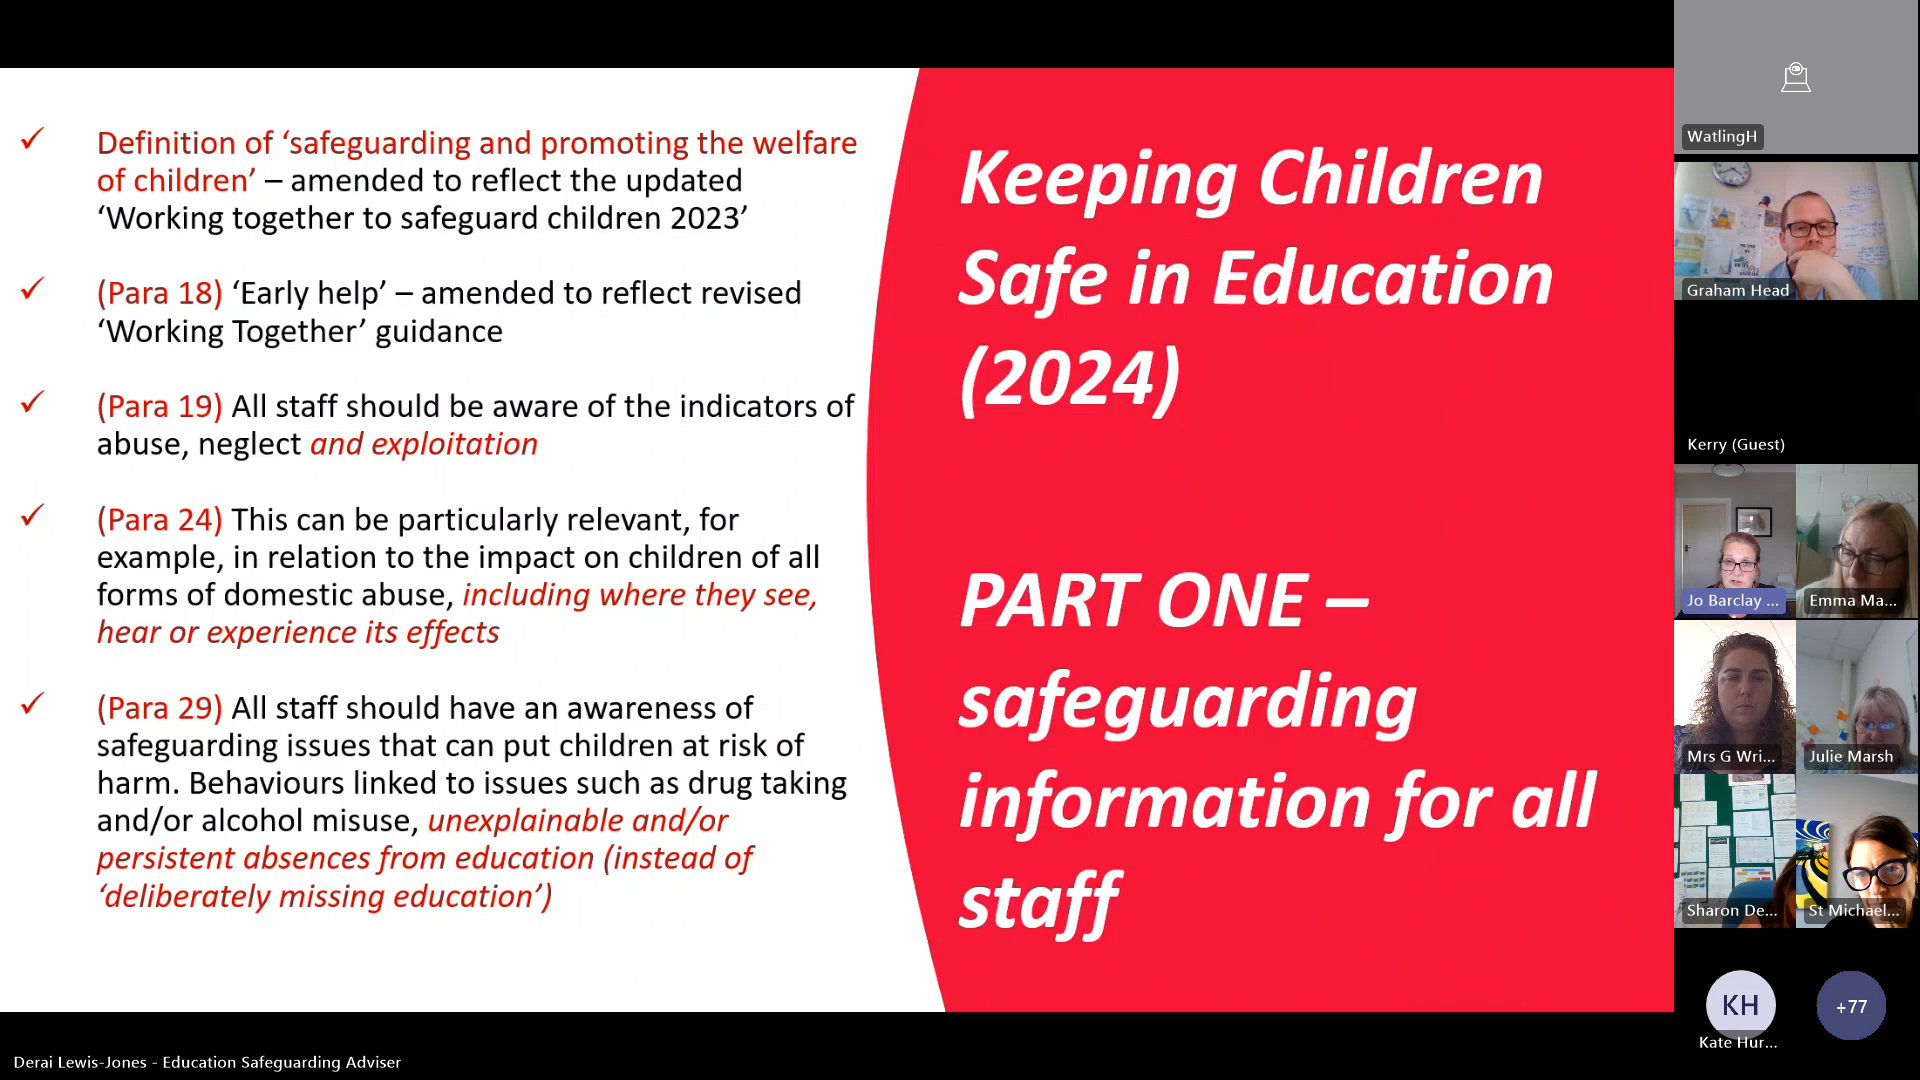 Definition of ‘safeguarding and promoting the welfare
of children’ – amended to reflect the updated
‘Working together to safeguard children 2023’
(Para 18) ‘Early help’ – amended to reflect revised
‘Working Together’ guidance
(Para 19) All staff should be aware of the indicators of
abuse, neglect and exploitation
(Para 24) This can be particularly relevant, for
example, in relation to the impact on children of all
forms of domestic abuse, including where they see,
hear or experience its effects
(Para 29) All staff should have an awareness of
safeguarding issues that can put children at risk of
harm. Behaviours linked to issues such as drug taking
and/or alcohol misuse, unexplainable and/or
persistent absences from education (instead of
‘deliberately missing education’)
Keeping Children
Safe in Education
(2024)
PART ONE –
safeguarding
information for all
staff
WatlingH
Graham Head
Kerry (Guest)
Jo Barclay ...
Emma Ma...
Mrs G Wri...
Julie Marsh
Sharon De...
St Michael...
KH
+77
Kate Hur...
Derai Lewis-Jones - Education Safeguarding Adviser